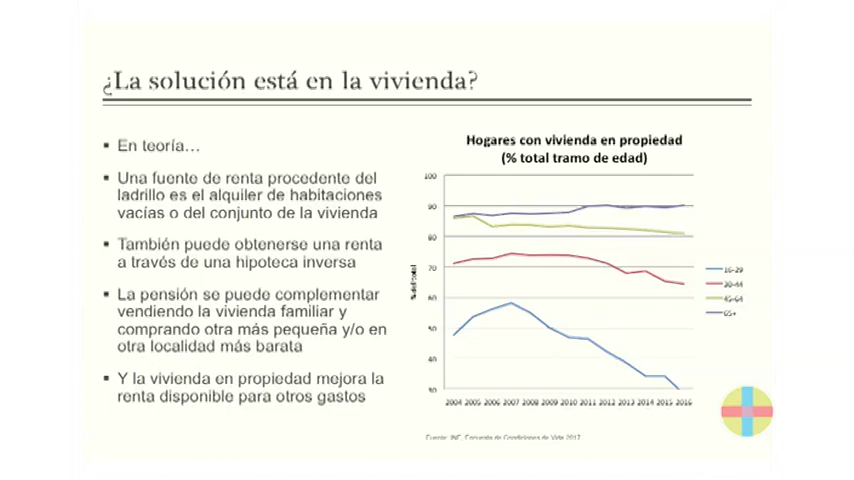 ¿La solución está en la vivienda?
▪ En teoría...
▪ Una fuente de renta procedente del
ladrillo es el alquiler de habitaciones
vacías o del conjunto de la vivienda
▪ También puede obtenerse una renta
a través de una hipoteca inversa
▪ La pensión se puede complementar
vendiendo la vivienda familiar y
comprando otra más pequeña y/o en
otra localidad más barata
▪ Y la vivienda en propiedad mejora la
renta disponible para otros gastos
Hogares con vivienda en propiedad
(% total tramo de edad)
100
90
80
70
60
50
40
30
% del total
2004 2005 2006 2007 2008 2009 2010 2011 2012 2013 2014 2015 2016
16-29
30-44
45-64
65+
Fuente: INE, Encuesta de Condiciones de Vida 2017